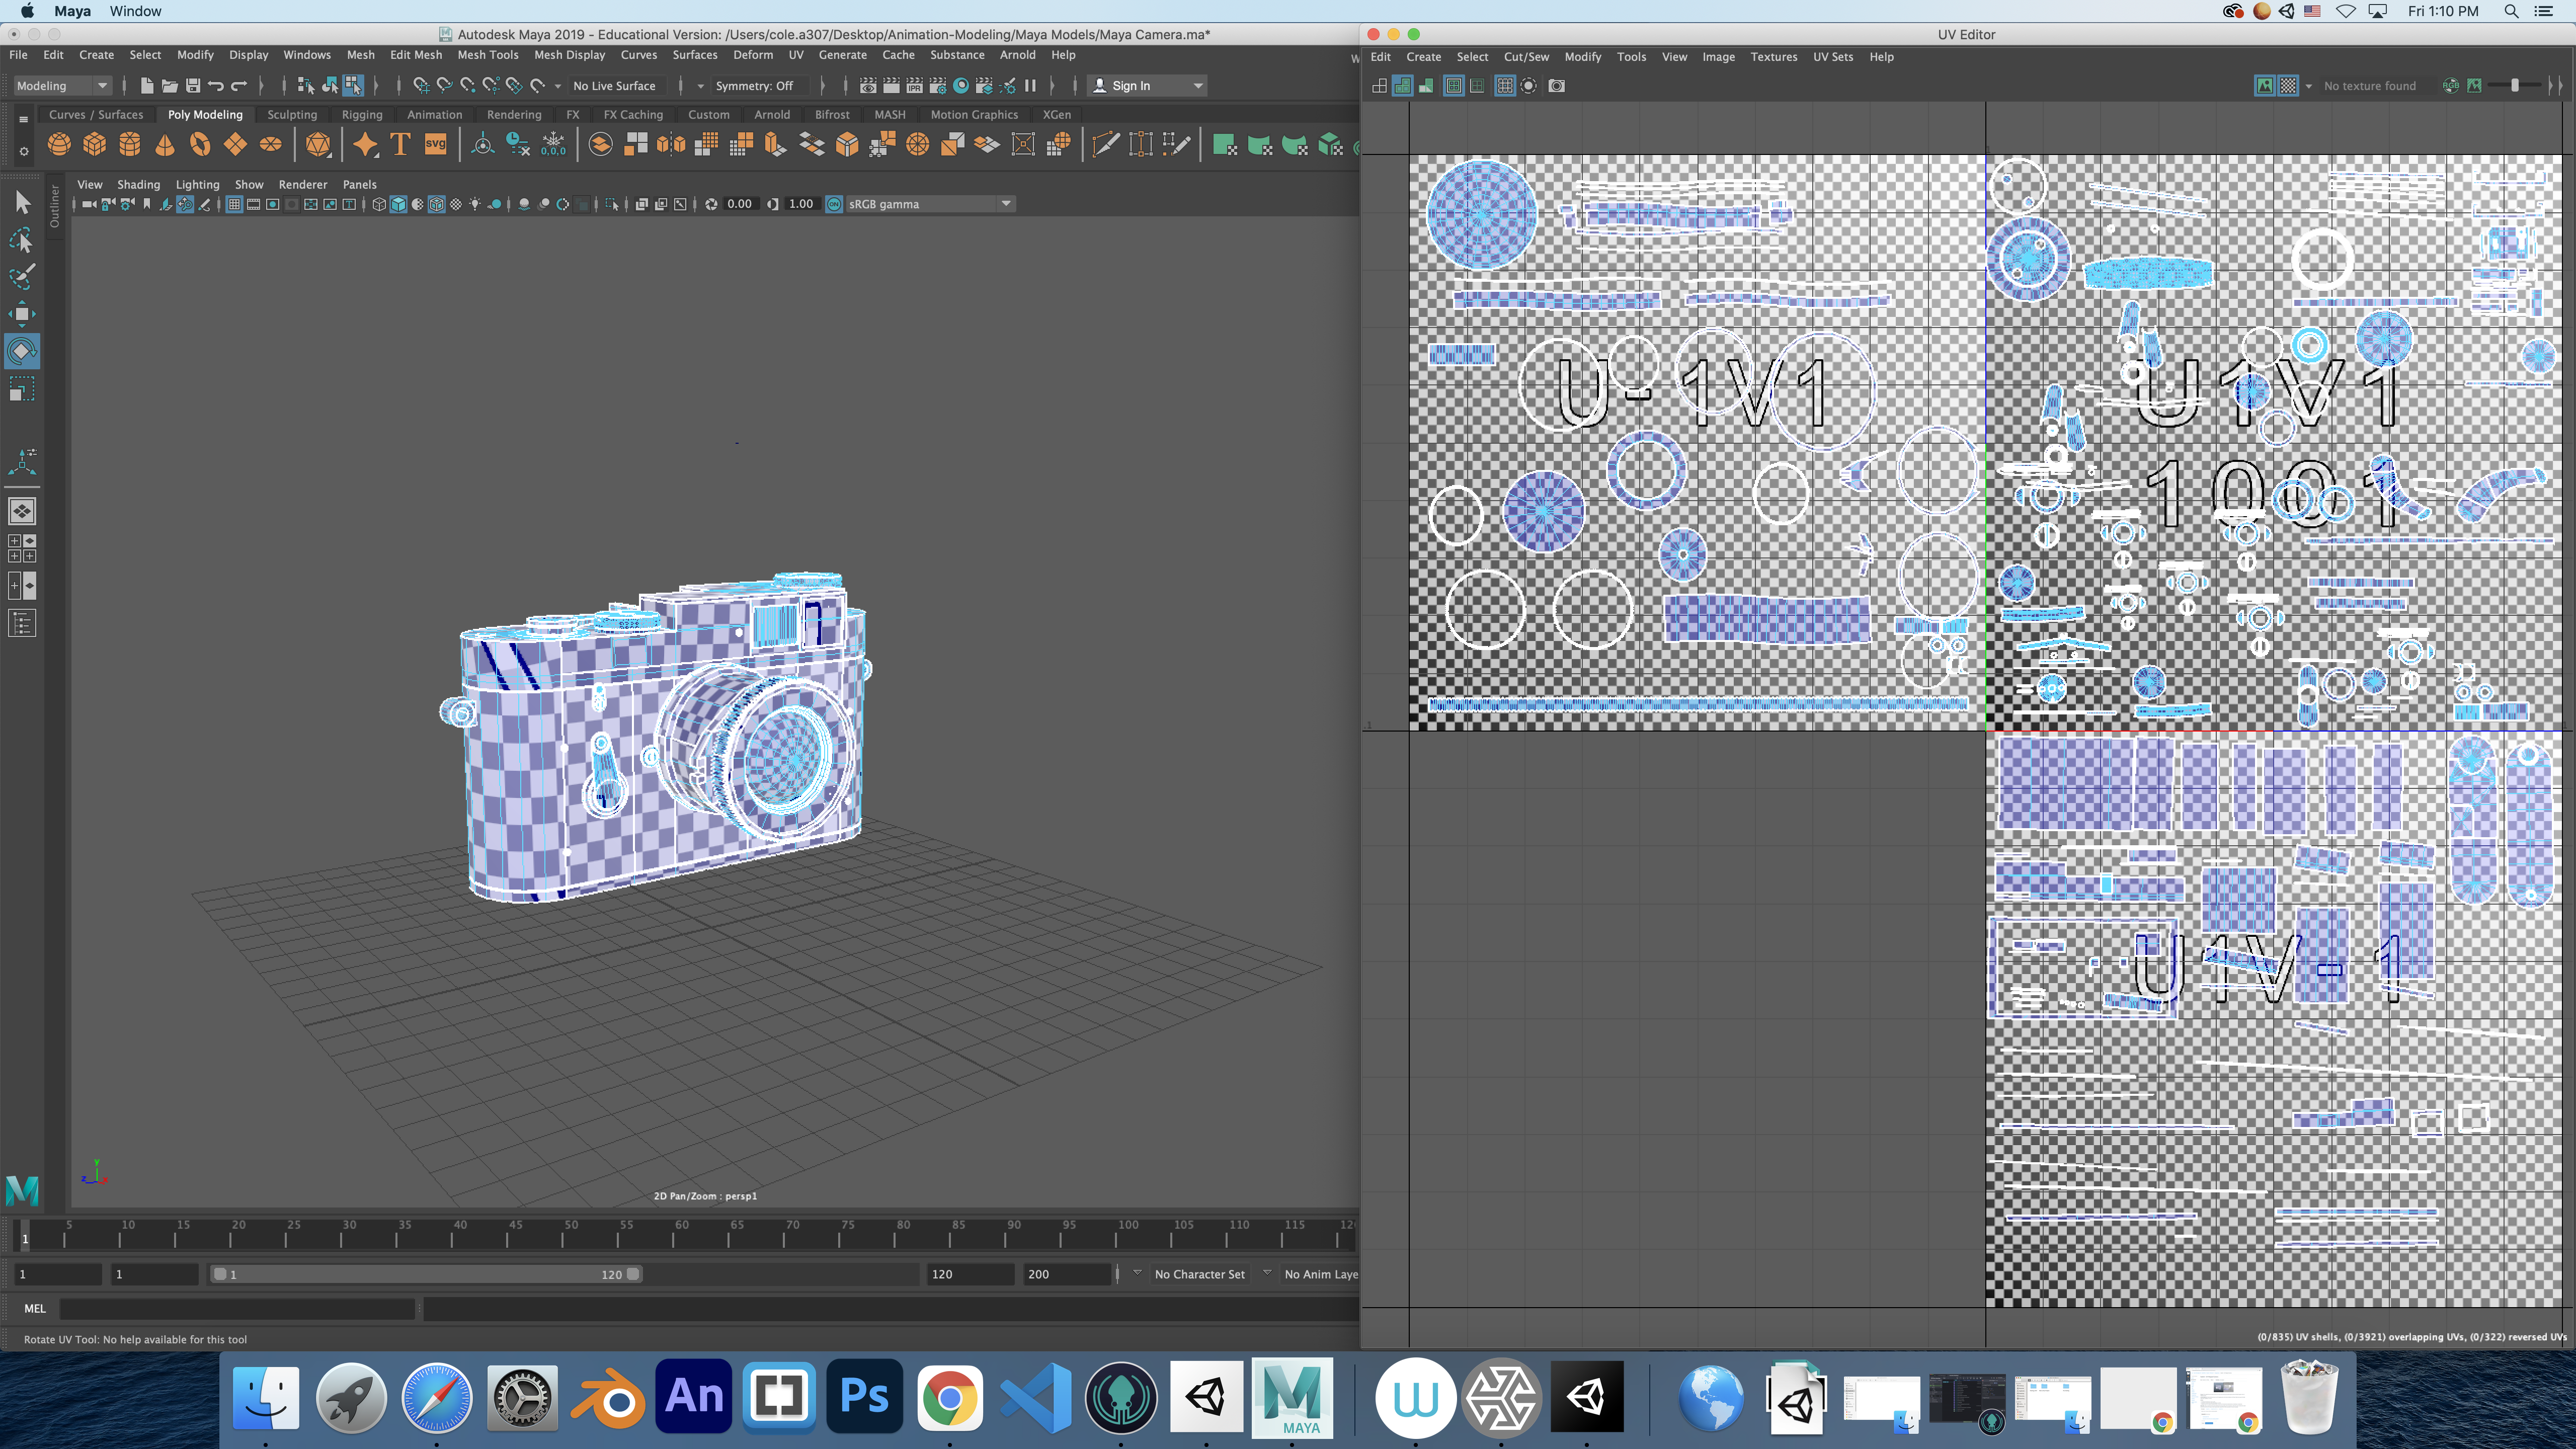 Maya Window Fri 1:10 PM
Autodesk Maya 2019 - Educational Version: /Users/cole.a307/Desktop/Animation-Modeling/Maya Models/Maya Camera.ma*
UV Editor
File Edit Create Select Modify Display Windows Mesh Edit Mesh Mesh Tools Mesh Display Curves Surfaces Deform UV Generate Cache Substance Arnold Help W
Edit Create Select Cut/Sew Modify Tools View Image Textures UV Sets Help
Modeling IPR No Live Surface Symmetry: Off Sign In
No texture found RGB
Curves / Surfaces Poly Modeling Sculpting Rigging Animation Rendering FX FX Caching Custom Arnold Bifrost MASH Motion Graphics XGen
T svg 0,0,0
Outliner
View Shading Lighting Show Renderer Panels
0.00 1.00 ON sRGB gamma
U-1V1
U1V1
1001
U1V-1
y
z x
2D Pan/Zoom : persp1
5 10 15 20 25 30 35 40 45 50 55 60 65 70 75 80 85 90 95 100 105 110 115 12
1
1 1 1 120 120 200 No Character Set No Anim Laye
MEL
Rotate UV Tool: No help available for this tool
(0/835) UV shells, (0/3921) overlapping UVs, (0/322) reversed UVs
An Ps MAYA W